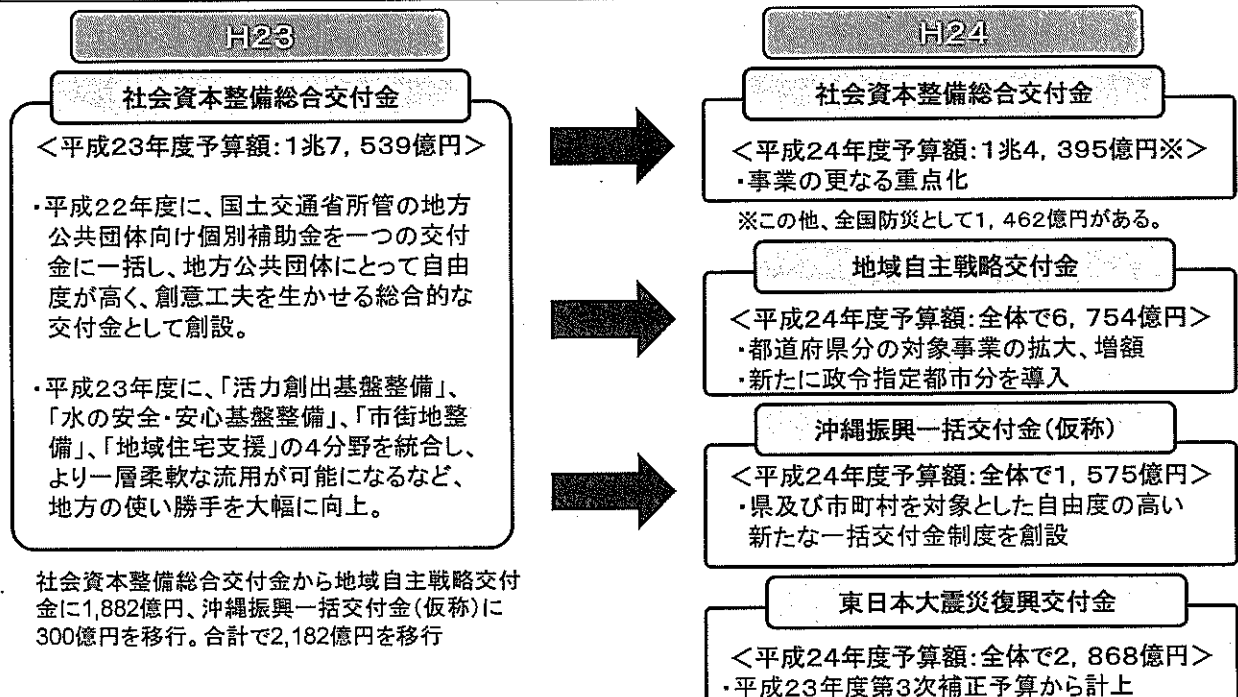 H23
社会資本整備総合交付金
＜平成23年度予算額:1兆7，539億円＞
・平成22年度に、国土交通省所管の地方
公共団体向け個別補助金を一つの交付
金に一括し、地方公共団体にとって自由
度が高く、創意工夫を生かせる総合的な
交付金として創設。
・平成23年度に、「活力創出基盤整備」、
「水の安全・安心基盤整備」、「市街地整
備」、「地域住宅支援」の4分野を統合し、
より一層柔軟な流用が可能になるなど、
地方の使い勝手を大幅に向上。
社会資本整備総合交付金から地域自主戦略交付
金に1,882億円、沖縄振興一括交付金(仮称)に
300億円を移行。合計で2,182億円を移行
H24
社会資本整備総合交付金
＜平成24年度予算額:1兆4，395億円※＞
・事業の更なる重点化
※この他、全国防災として1，462億円がある。
地域自主戦略交付金
＜平成24年度予算額:全体で6，754億円＞
・都道府県分の対象事業の拡大、増額
・新たに政令指定都市分を導入
沖縄振興一括交付金(仮称)
＜平成24年度予算額:全体で1，575億円＞
・県及び市町村を対象とした自由度の高い
新たな一括交付金制度を創設
東日本大震災復興交付金
＜平成24年度予算額:全体で2，868億円＞
・平成23年度第3次補正予算から計上